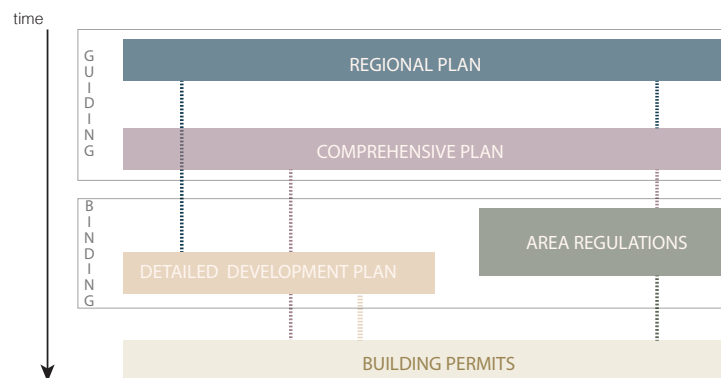 time
GUIDING
REGIONAL PLAN
COMPREHENSIVE PLAN
BINDING
AREA REGULATIONS
DETAILED DEVELOPMENT PLAN
BUILDING PERMITS